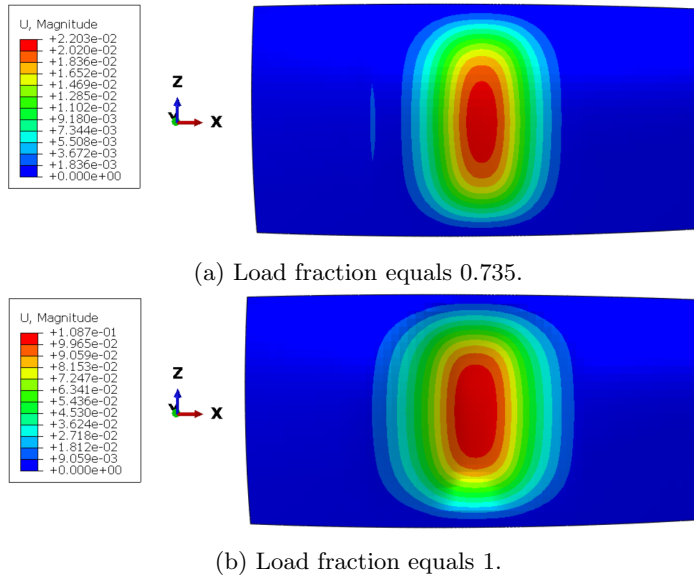 U, Magnitude
+2.203e-02
+2.020e-02
+1.836e-02
+1.652e-02
+1.469e-02
+1.285e-02
+1.102e-02
+9.180e-03
+7.344e-03
+5.508e-03
+3.672e-03
+1.836e-03
+0.000e+00
Z
Y
X
(a) Load fraction equals 0.735.
U, Magnitude
+1.087e-01
+9.965e-02
+9.059e-02
+8.153e-02
+7.247e-02
+6.341e-02
+5.436e-02
+4.530e-02
+3.624e-02
+2.718e-02
+1.812e-02
+9.059e-03
+0.000e+00
Z
Y
X
(b) Load fraction equals 1.